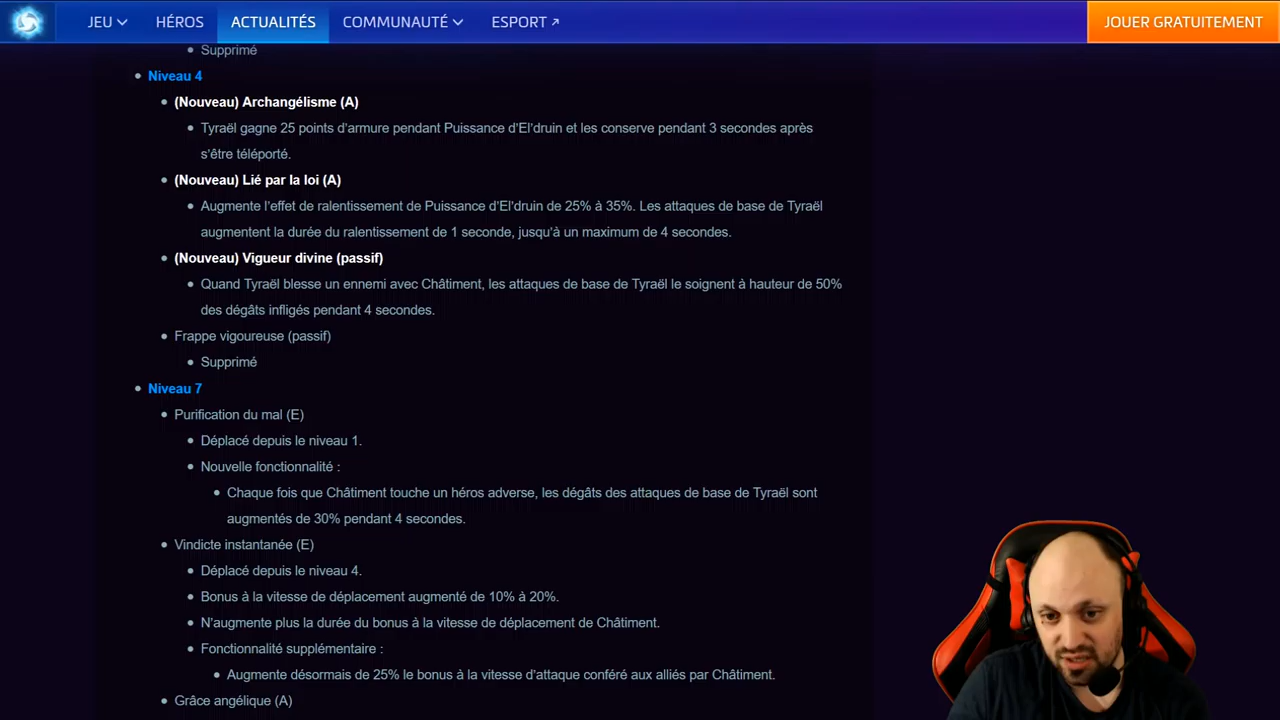 JEU HÉROS ACTUALITÉS COMMUNAUTÉ ESPORT JOUER GRATUITEMENT
Supprimé
Niveau 4
(Nouveau) Archangélisme (A)
Tyraël gagne 25 points d'armure pendant Puissance d'El'druin et les conserve pendant 3 secondes après
s'être téléporté.
(Nouveau) Lié par la loi (A)
Augmente l'effet de ralentissement de Puissance d'El'druin de 25% à 35%. Les attaques de base de Tyraël
augmentent la durée du ralentissement de 1 seconde, jusqu'à un maximum de 4 secondes.
(Nouveau) Vigueur divine (passif)
Quand Tyraël blesse un ennemi avec Châtiment, les attaques de base de Tyraël le soignent à hauteur de 50%
des dégâts infligés pendant 4 secondes.
Frappe vigoureuse (passif)
Supprimé
Niveau 7
Purification du mal (E)
Déplacé depuis le niveau 1.
Nouvelle fonctionnalité :
Chaque fois que Châtiment touche un héros adverse, les dégâts des attaques de base de Tyraël sont
augmentés de 30% pendant 4 secondes.
Vindicte instantanée (E)
Déplacé depuis le niveau 4.
Bonus à la vitesse de déplacement augmenté de 10% à 20%.
N'augmente plus la durée du bonus à la vitesse de déplacement de Châtiment.
Fonctionnalité supplémentaire :
Augmente désormais de 25% le bonus à la vitesse d'attaque conféré aux alliés par Châtiment.
Grâce angélique (A)